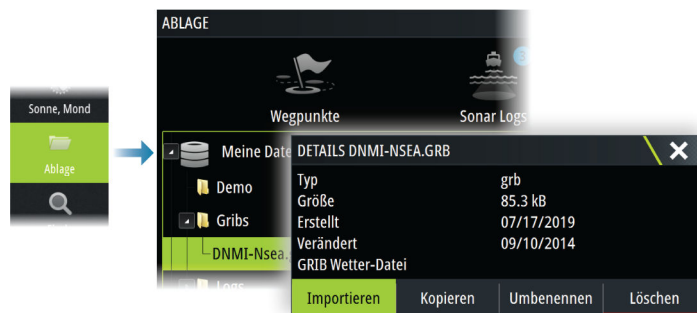 ABLAGE
Wegpunkte
Sonar Logs
3
Sonne, Mond
Ablage
Meine Date
Demo
Gribs
DNMI-Nsea.
Logs
DETAILS DNMI-NSEA.GRB
Typ grb
Größe 85.3 kB
Erstellt 07/17/2019
Verändert 09/10/2014
GRIB Wetter-Datei
Importieren Kopieren Umbenennen Löschen